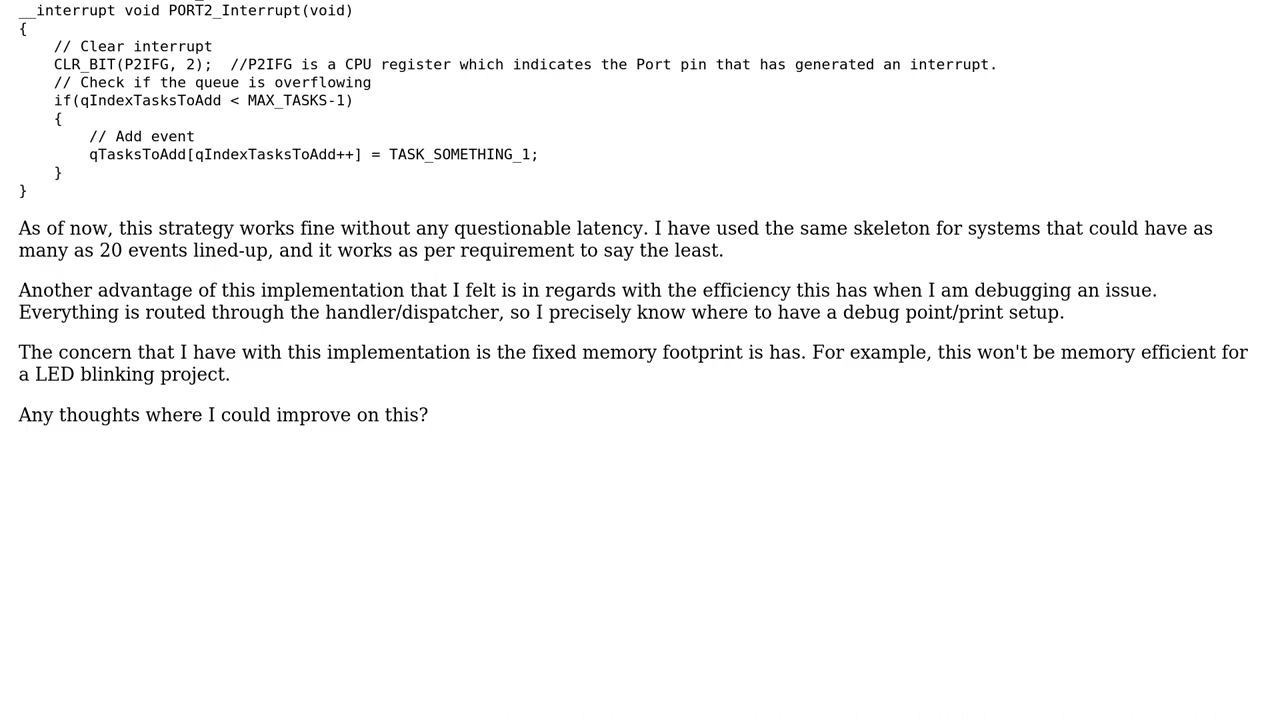 __interrupt void PORT2_Interrupt(void)
{
    // Clear interrupt
    CLR_BIT(P2IFG, 2);  //P2IFG is a CPU register which indicates the Port pin that has generated an interrupt.
    // Check if the queue is overflowing
    if(qIndexTasksToAdd < MAX_TASKS-1)
    {
        // Add event
        qTasksToAdd[qIndexTasksToAdd++] = TASK_SOMETHING_1;
    }
}
As of now, this strategy works fine without any questionable latency. I have used the same skeleton for systems that could have as
many as 20 events lined-up, and it works as per requirement to say the least.
Another advantage of this implementation that I felt is in regards with the efficiency this has when I am debugging an issue.
Everything is routed through the handler/dispatcher, so I precisely know where to have a debug point/print setup.
The concern that I have with this implementation is the fixed memory footprint is has. For example, this won't be memory efficient for
a LED blinking project.
Any thoughts where I could improve on this?